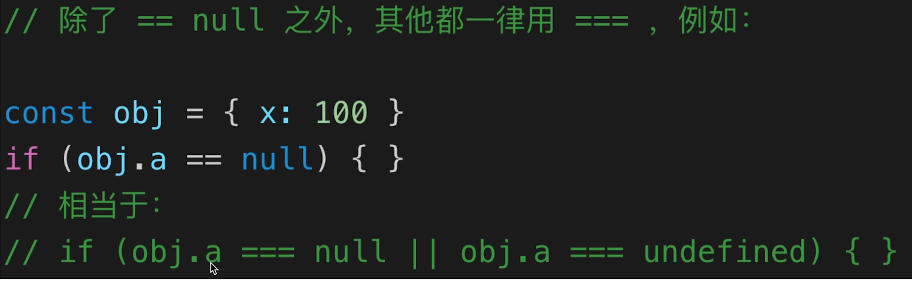 // 除了 == null 之外，其他都一律用 === ，例如：
const obj = { x: 100 }
if (obj.a == null) { }
// 相当于：
// if (obj.a === null || obj.a === undefined) { }